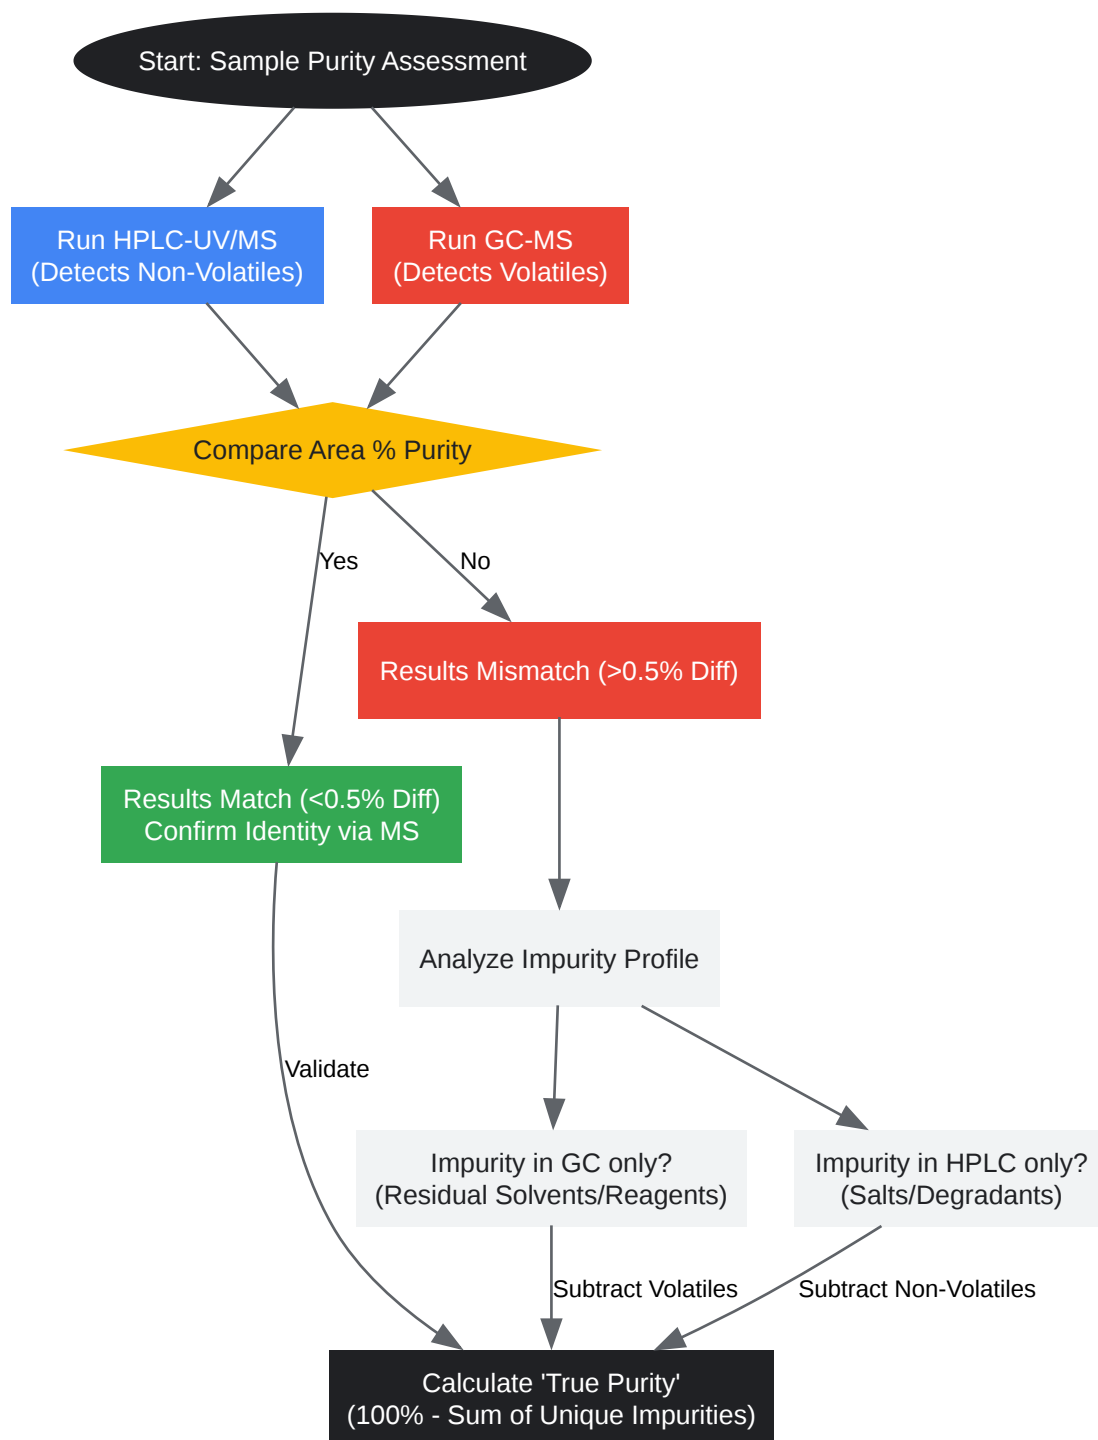 Start: Sample Purity Assessment
Run HPLC-UV/MS
(Detects Non-Volatiles)
Run GC-MS
(Detects Volatiles)
Compare Area % Purity
Yes
No
Results Mismatch (>0.5% Diff)
Results Match (<0.5% Diff)
Confirm Identity via MS
Analyze Impurity Profile
Validate
Impurity in GC only?
(Residual Solvents/Reagents)
Impurity in HPLC only?
(Salts/Degradants)
Subtract Volatiles
Subtract Non-Volatiles
Calculate 'True Purity'
(100% - Sum of Unique Impurities)